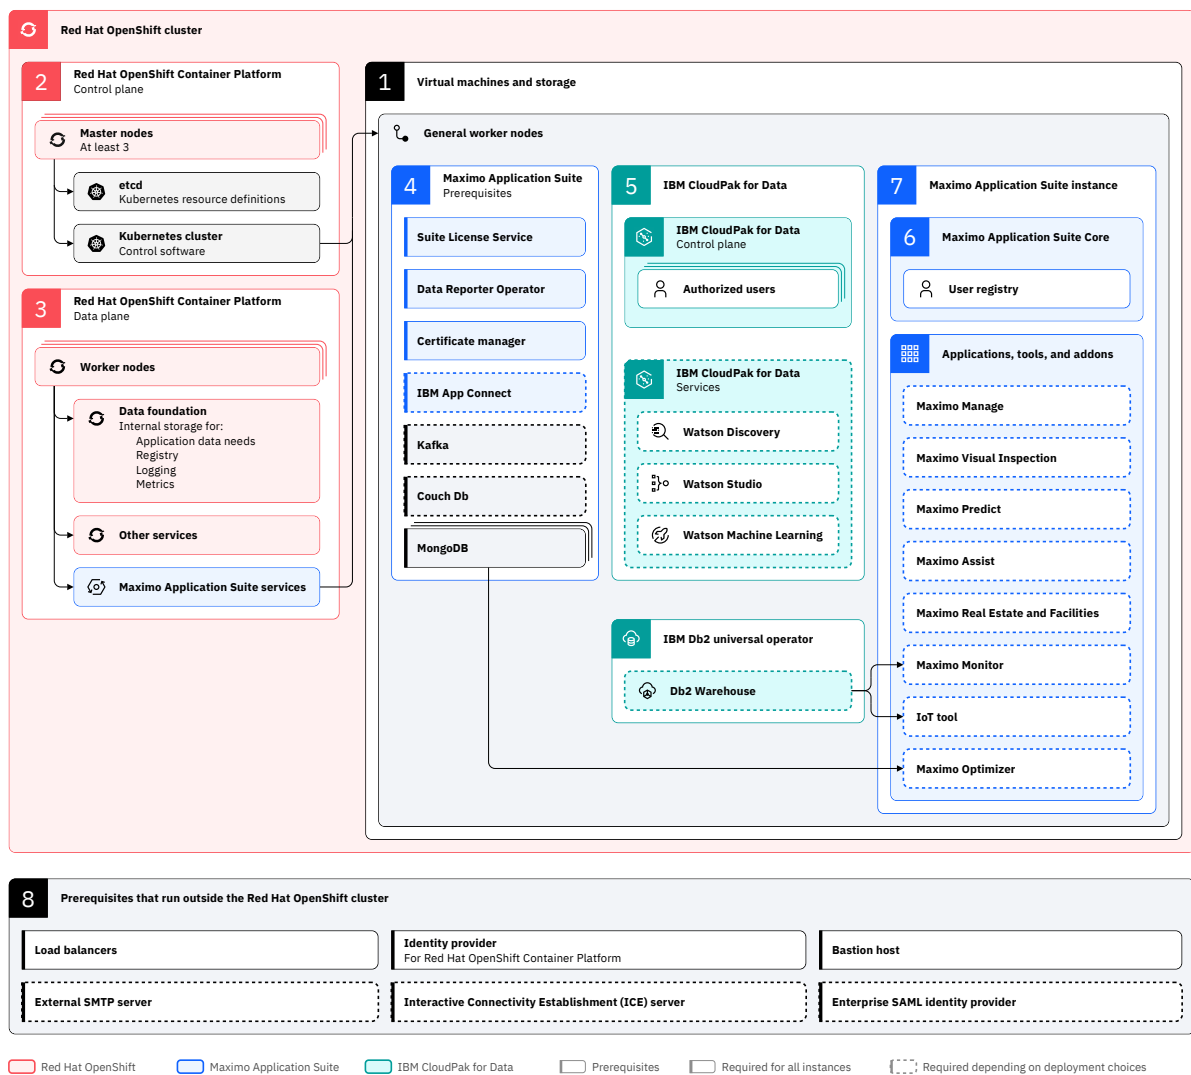 Red Hat OpenShift cluster
2
Red Hat OpenShift Container Platform
Control plane
Master nodes
At least 3
etcd
Kubernetes resource definitions
Kubernetes cluster
Control software
3
Red Hat OpenShift Container Platform
Data plane
Worker nodes
Data foundation
Internal storage for:
Application data needs
Registry
Logging
Metrics
Other services
Maximo Application Suite services
1
Virtual machines and storage
General worker nodes
4
Maximo Application Suite
Prerequisites
Suite License Service
Data Reporter Operator
Certificate manager
IBM App Connect
Kafka
Couch Db
MongoDB
5
IBM CloudPak for Data
IBM CloudPak for Data
Control plane
Authorized users
IBM CloudPak for Data
Services
Watson Discovery
Watson Studio
Watson Machine Learning
IBM Db2 universal operator
Db2 Warehouse
7
Maximo Application Suite instance
6
Maximo Application Suite Core
User registry
Applications, tools, and addons
Maximo Manage
Maximo Visual Inspection
Maximo Predict
Maximo Assist
Maximo Real Estate and Facilities
Maximo Monitor
IoT tool
Maximo Optimizer
8
Prerequisites that run outside the Red Hat OpenShift cluster
Load balancers
Identity provider
For Red Hat OpenShift Container Platform
Bastion host
External SMTP server
Interactive Connectivity Establishment (ICE) server
Enterprise SAML identity provider
Red Hat OpenShift
Maximo Application Suite
IBM CloudPak for Data
Prerequisites
Required for all instances
Required depending on deployment choices